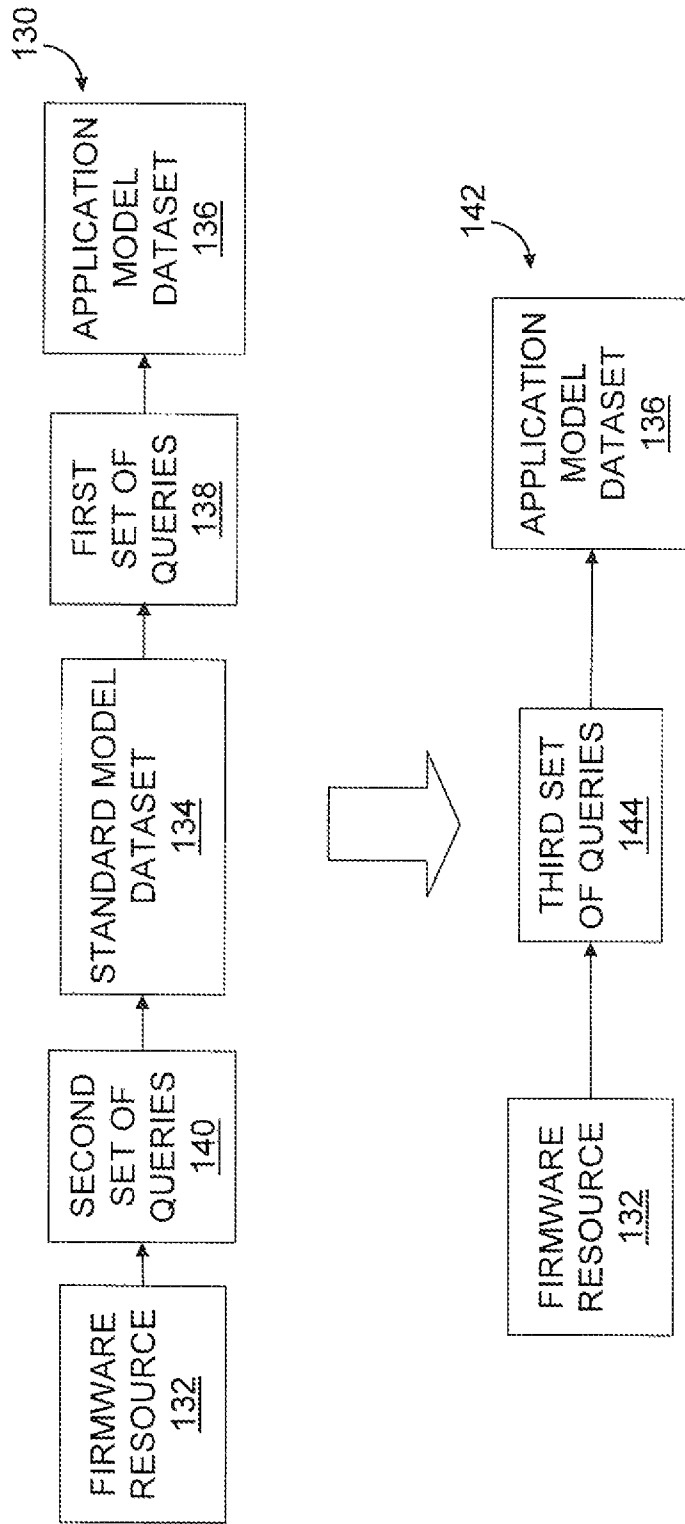 130
FIRMWARE
RESOURCE
132
SECOND
SET OF
QUERIES
140
STANDARD MODEL
DATASET
134
FIRST
SET OF
QUERIES
138
APPLICATION
MODEL
DATASET
136
142
FIRMWARE
RESOURCE
132
THIRD SET
OF QUERIES
144
APPLICATION
MODEL
DATASET
136